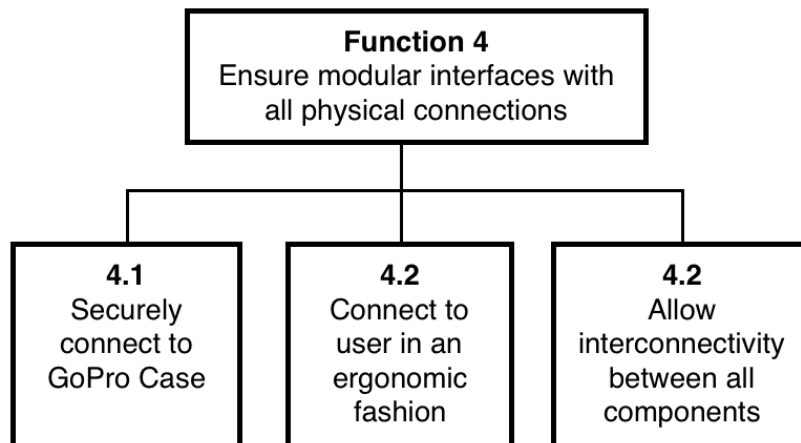 Function 4
Ensure modular interfaces with
all physical connections
4.1
Securely
connect to
GoPro Case
4.2
Connect to
user in an
ergonomic
fashion
4.2
Allow
interconnectivity
between all
components